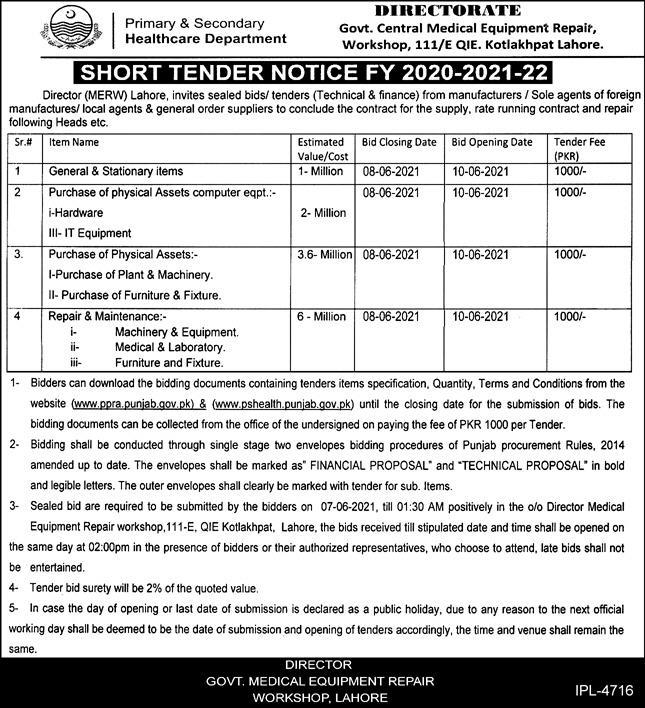 Primary & Secondary
Healthcare Department
DIRECTORATE
Govt. Central Medical Equipment Repair,
Workshop, 111/E QIE. Kotlakhpat Lahore.
SHORT TENDER NOTICE FY 2020-2021-22
Director (MERW) Lahore, invites sealed bids/ tenders (Technical & finance) from manufacturers / Sole agents of foreign
manufactures/ local agents & general order suppliers to conclude the contract for the supply, rate running contract and repair
following Heads etc.
Sr.# Item Name Estimated Value/Cost Bid Closing Date Bid Opening Date Tender Fee (PKR)
1 General & Stationary items 1- Million 08-06-2021 10-06-2021 1000/-
2 Purchase of physical Assets computer eqpt.:- 08-06-2021 10-06-2021 1000/-
i-Hardware 2- Million
III- IT Equipment
3. Purchase of Physical Assets:- 3.6- Million 08-06-2021 10-06-2021 1000/-
I-Purchase of Plant & Machinery.
II- Purchase of Furniture & Fixture.
4 Repair & Maintenance:- 6 - Million 08-06-2021 10-06-2021 1000/-
i- Machinery & Equipment.
ii- Medical & Laboratory.
iii- Furniture and Fixture.
1- Bidders can download the bidding documents containing tenders items specification, Quantity, Terms and Conditions from the
website (www.ppra.punjab.gov.pk) & (www.pshealth.punjab.gov.pk) until the closing date for the submission of bids. The
bidding documents can be collected from the office of the undersigned on paying the fee of PKR 1000 per Tender.
2- Bidding shall be conducted through single stage two envelopes bidding procedures of Punjab procurement Rules, 2014
amended up to date. The envelopes shall be marked as" FINANCIAL PROPOSAL" and "TECHNICAL PROPOSAL" in bold
and legible letters. The outer envelopes shall clearly be marked with tender for sub. Items.
3- Sealed bid are required to be submitted by the bidders on 07-06-2021, till 01:30 AM positively in the o/o Director Medical
Equipment Repair workshop,111-E, QIE Kotlakhpat, Lahore, the bids received till stipulated date and time shall be opened on
the same day at 02:00pm in the presence of bidders or their authorized representatives, who choose to attend, late bids shall not
be entertained.
4- Tender bid surety will be 2% of the quoted value.
5- In case the day of opening or last date of submission is declared as a public holiday, due to any reason to the next official
working day shall be deemed to be the date of submission and opening of tenders accordingly, the time and venue shall remain the
same.
DIRECTOR
GOVT. MEDICAL EQUIPMENT REPAIR
WORKSHOP, LAHORE
IPL-4716